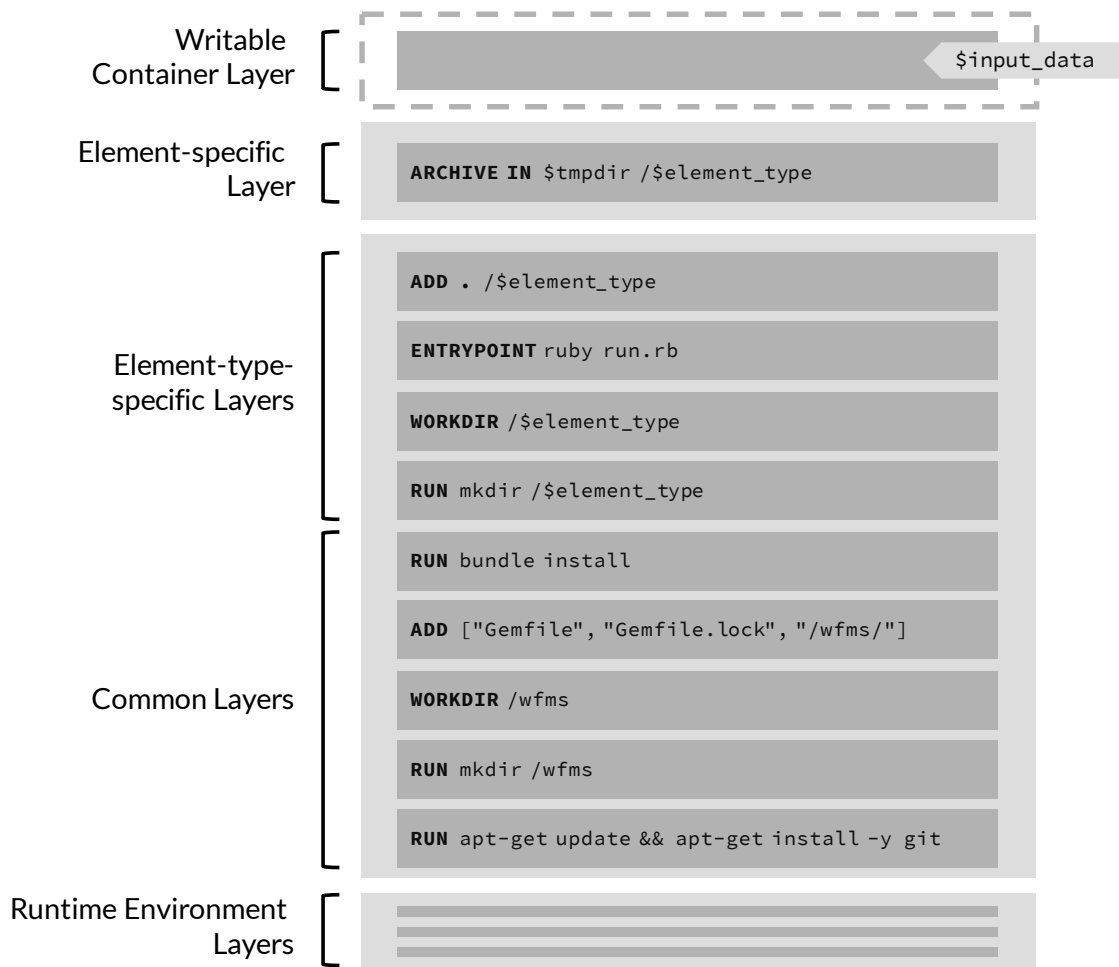 Writable
Container Layer
$input_data
Element-specific
Layer
ARCHIVE IN $tmpdir /$element_type
ADD . /$element_type
ENTRYPOINT ruby run.rb
Element-type-
specific Layers
WORKDIR /$element_type
RUN mkdir /$element_type
RUN bundle install
ADD ["Gemfile", "Gemfile.lock", "/wfms/"]
Common Layers
WORKDIR /wfms
RUN mkdir /wfms
RUN apt-get update && apt-get install -y git
Runtime Environment
Layers